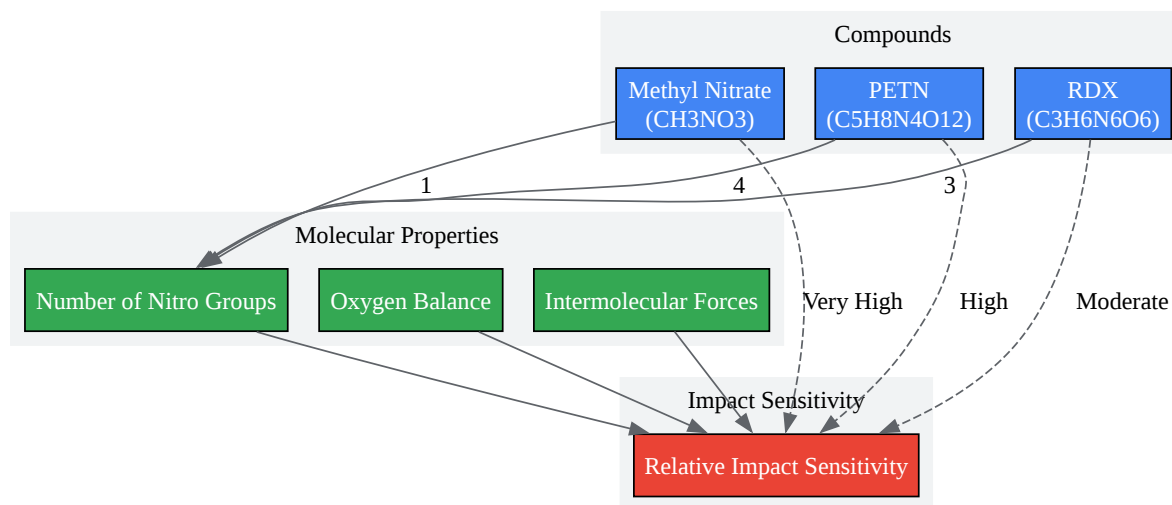 Compounds
Methyl Nitrate
(CH3NO3)
PETN
(C5H8N4O12)
RDX
(C3H6N6O6)
1
4
3
Molecular Properties
Number of Nitro Groups
Oxygen Balance
Intermolecular Forces
Very High
High
Moderate
Impact Sensitivity
Relative Impact Sensitivity